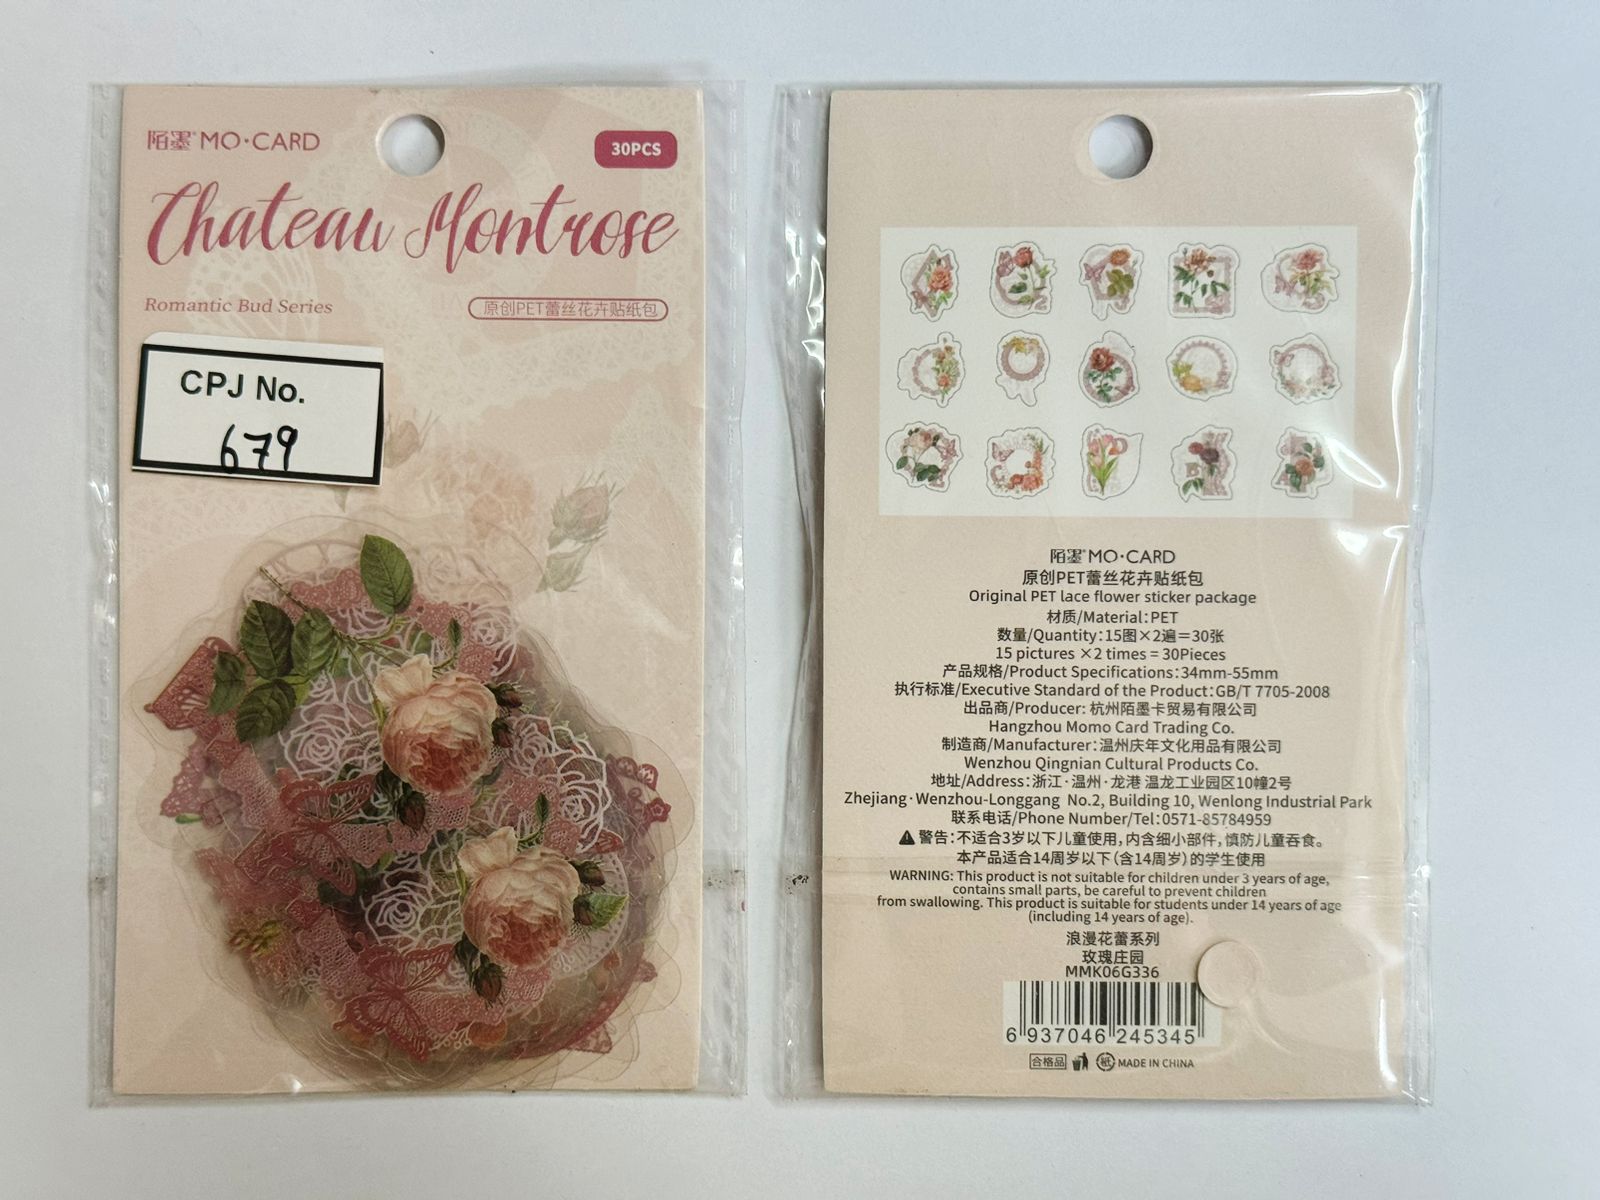 陌墨® MO·CARD
30PCS
Chateau Montrose
Romantic Bud Series
原创PET蕾丝花卉贴纸包
CPJ No.
679
陌墨® MO·CARD
原创PET蕾丝花卉贴纸包
Original PET lace flower sticker package
材质/Material:PET
数量/Quantity:15图×2遍=30张
15 pictures ×2 times = 30Pieces
产品规格/Product Specifications:34mm-55mm
执行标准/Executive Standard of the Product:GB/T 7705-2008
出品商/Producer: 杭州陌墨卡贸易有限公司
Hangzhou Momo Card Trading Co.
制造商/Manufacturer:温州庆年文化用品有限公司
Wenzhou Qingnian Cultural Products Co.
地址/Address:浙江·温州·龙港 温龙工业园区10幢2号
Zhejiang·Wenzhou-Longgang No.2, Building 10, Wenlong Industrial Park
联系电话/Phone Number/Tel:0571-85784959
警告:不适合3岁以下儿童使用,内含细小部件,慎防儿童吞食。
本产品适合14周岁以下(含14周岁)的学生使用
WARNING: This product is not suitable for children under 3 years of age,
contains small parts, be careful to prevent children
from swallowing. This product is suitable for students under 14 years of age
(including 14 years of age).
浪漫花蕾系列
玫瑰庄园
MMK06G336
6 937046 245345
合格品 紙 MADE IN CHINA